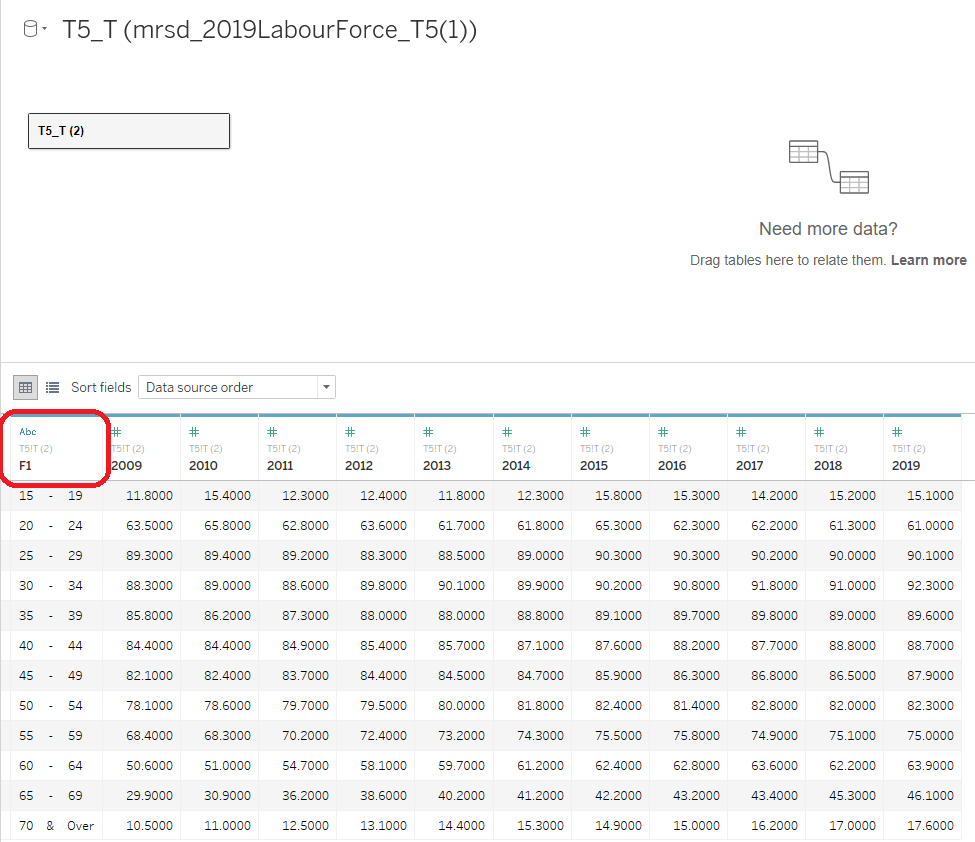 T5_T (mrsd_2019LabourForce_T5(1))
T5_T (2)
Need more data?
Drag tables here to relate them. Learn more
Sort fields Data source order
Abc # # # # # # # # # # #
T5!T (2) T5!T (2) T5!T (2) T5!T (2) T5!T (2) T5!T (2) T5!T (2) T5!T (2) T5!T (2) T5!T (2) T5!T (2) T5!T (2)
F1 2009 2010 2011 2012 2013 2014 2015 2016 2017 2018 2019
15 - 19 11.8000 15.4000 12.3000 12.4000 11.8000 12.3000 15.8000 15.3000 14.2000 15.2000 15.1000
20 - 24 63.5000 65.8000 62.8000 63.6000 61.7000 61.8000 65.3000 62.3000 62.2000 61.3000 61.0000
25 - 29 89.3000 89.4000 89.2000 88.3000 88.5000 89.0000 90.3000 90.3000 90.2000 90.0000 90.1000
30 - 34 88.3000 89.0000 88.6000 89.8000 90.1000 89.9000 90.2000 90.8000 91.8000 91.0000 92.3000
35 - 39 85.8000 86.2000 87.3000 88.0000 88.0000 88.8000 89.1000 89.7000 89.8000 89.0000 89.6000
40 - 44 84.4000 84.4000 84.9000 85.4000 85.7000 87.1000 87.6000 88.2000 87.7000 88.8000 88.7000
45 - 49 82.1000 82.4000 83.7000 84.4000 84.5000 84.7000 85.9000 86.3000 86.8000 86.5000 87.9000
50 - 54 78.1000 78.6000 79.7000 79.5000 80.0000 81.8000 82.4000 81.4000 82.8000 82.0000 82.3000
55 - 59 68.4000 68.3000 70.2000 72.4000 73.2000 74.3000 75.5000 75.8000 74.9000 75.1000 75.0000
60 - 64 50.6000 51.0000 54.7000 58.1000 59.7000 61.2000 62.4000 62.8000 63.6000 62.2000 63.9000
65 - 69 29.9000 30.9000 36.2000 38.6000 40.2000 41.2000 42.2000 43.2000 43.4000 45.3000 46.1000
70 & Over 10.5000 11.0000 12.5000 13.1000 14.4000 15.3000 14.9000 15.0000 16.2000 17.0000 17.6000